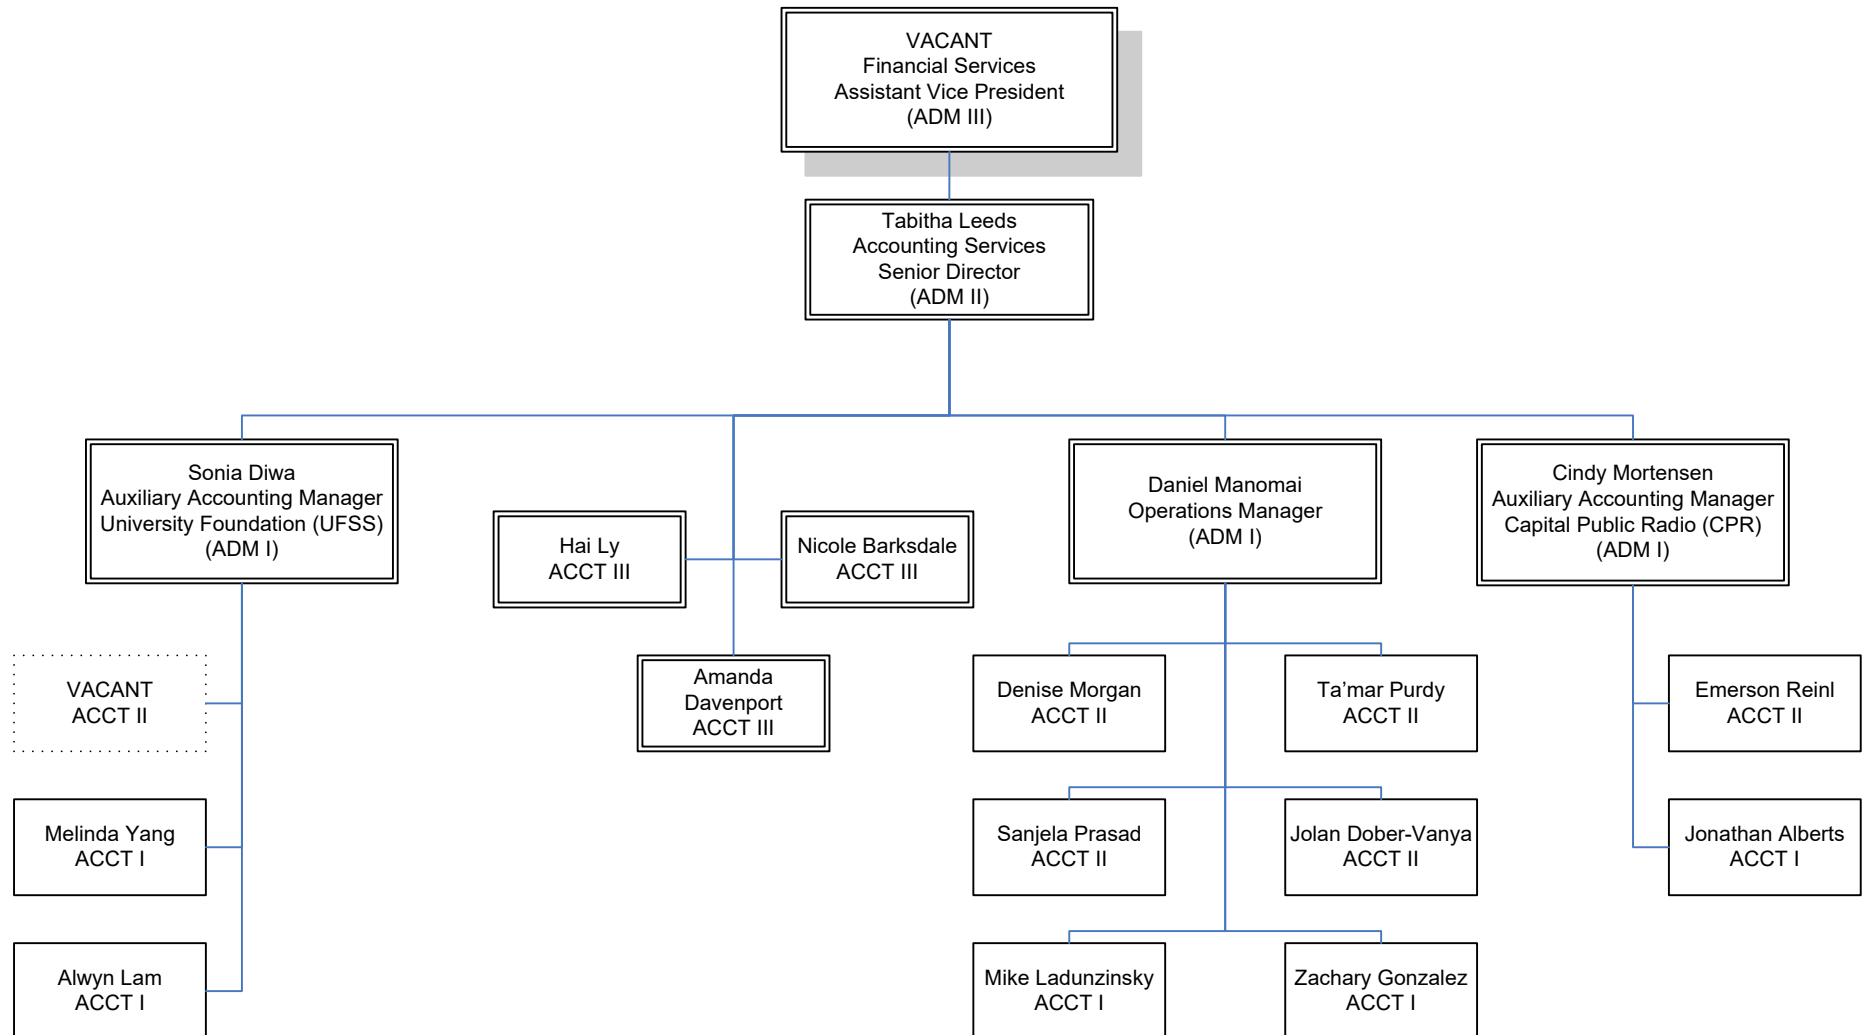 VACANT
Financial Services
Assistant Vice President
(ADM III)
Tabitha Leeds
Accounting Services
Senior Director
(ADM II)
Sonia Diwa
Auxiliary Accounting Manager
University Foundation (UFSS)
(ADM I)
Hai Ly
ACCT III
Nicole Barksdale
ACCT III
Amanda
Davenport
ACCT III
Daniel Manomai
Operations Manager
(ADM I)
Cindy Mortensen
Auxiliary Accounting Manager
Capital Public Radio (CPR)
(ADM I)
VACANT
ACCT II
Melinda Yang
ACCT I
Alwyn Lam
ACCT I
Denise Morgan
ACCT II
Ta’mar Purdy
ACCT II
Sanjela Prasad
ACCT II
Jolan Dober-Vanya
ACCT II
Mike Ladunzinsky
ACCT I
Zachary Gonzalez
ACCT I
Emerson Reinl
ACCT II
Jonathan Alberts
ACCT I